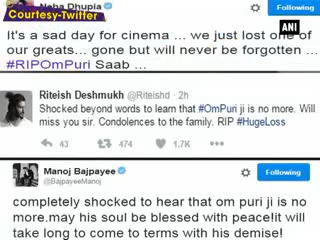 Courtesy-Twitter
Neha Dhupia
Following
ANI
It's a sad day for cinema ... we just lost one of
our greats... gone but will never be forgotten ...
#RIPOmPuri Saab ...
Riteish Deshmukh @Riteishd · 2h
Shocked beyond words to learn that #OmPuri ji is no more. Will
miss you sir. Condolences to the family. RIP #HugeLoss
43 474 1.7K
Manoj Bajpayee
@BajpayeeManoj
Following
completely shocked to hear that om puri ji is no
more.may his soul be blessed with peace!it will
take long to come to terms with his demise!